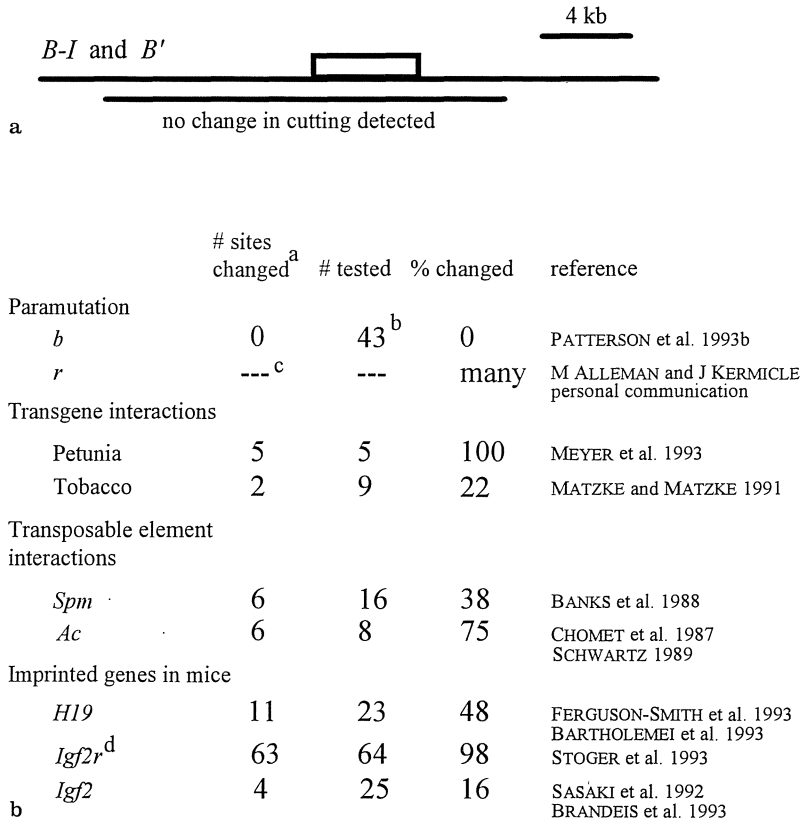 4 kb
B-I and B'
no change in cutting detected
a
# sites
changed a # tested % changed reference
Paramutation
b 0 43 b 0 PATTERSON et al. 1993b
r --- c --- many M ALLEMAN and J KERMICLE
personal communication
Transgene interactions
Petunia 5 5 100 MEYER et al. 1993
Tobacco 2 9 22 MATZKE and MATZKE 1991
Transposable element
interactions
Spm 6 16 38 BANKS et al. 1988
Ac 6 8 75 CHOMET et al. 1987
SCHWARTZ 1989
Imprinted genes in mice
H19 11 23 48 FERGUSON-SMITH et al. 1993
BARTHOLEMEI et al. 1993
Igf2r d 63 64 98 STOGER et al. 1993
Igf2 4 25 16 SASAKI et al. 1992
b BRANDEIS et al. 1993